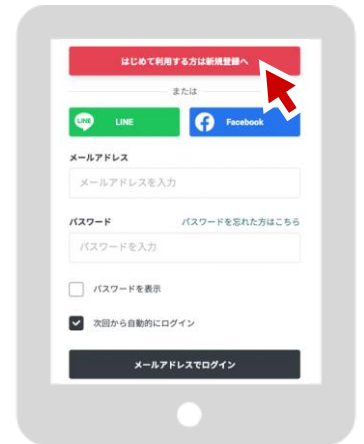 はじめて利用する方は新規登録へ
または
LINE LINE
Facebook
メールアドレス
メールアドレスを入力
パスワード パスワードを忘れた方はこちら
パスワードを入力
パスワードを表示
次回から自動的にログイン
メールアドレスでログイン